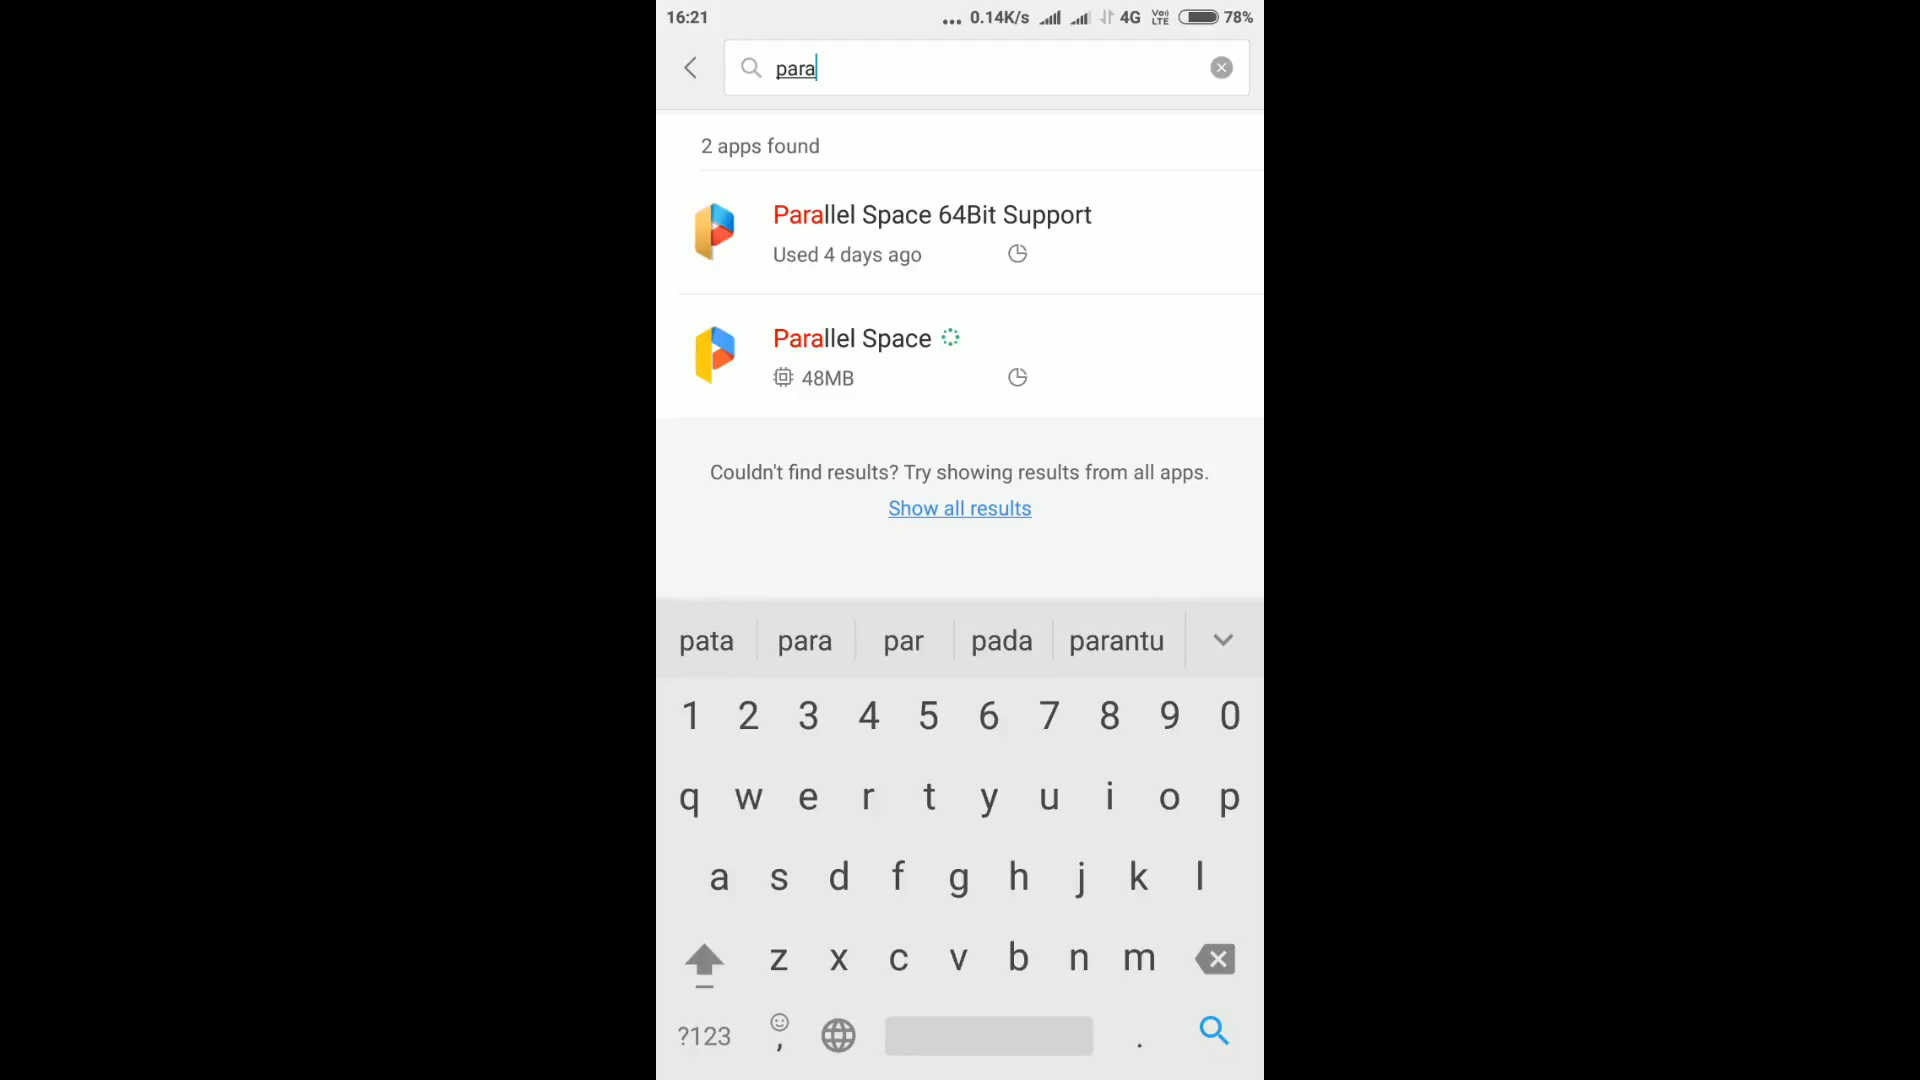 16:21
... 0.14K/s 4G Vo)) LTE 78%
para
2 apps found
Parallel Space 64Bit Support
Used 4 days ago
Parallel Space
48MB
Couldn't find results? Try showing results from all apps.
Show all results
pata para par pada parantu
1 2 3 4 5 6 7 8 9 0
q w e r t y u i o p
a s d f g h j k l
z x c v b n m
?123 , .